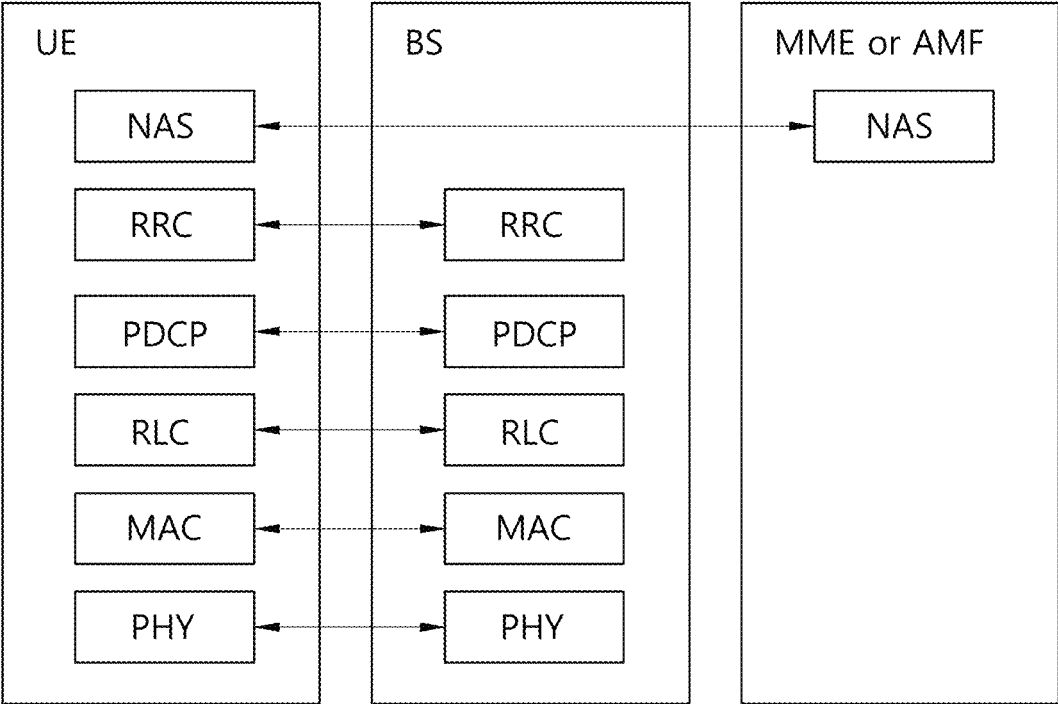 UE
BS
MME or AMF
NAS
NAS
RRC
RRC
PDCP
PDCP
RLC
RLC
MAC
MAC
PHY
PHY